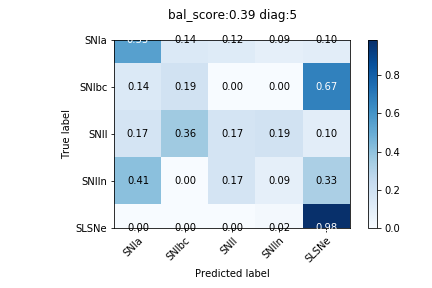 bal_score:0.39 diag:5
SNIa 0.14 0.12 0.09 0.10
SNIbc 0.14 0.19 0.00 0.00 0.67
SNII 0.17 0.36 0.17 0.19 0.10
SNIIn 0.41 0.00 0.17 0.09 0.33
SLSNe 0.00 0.00 0.00 0.02 0.98
SNIa SNIbc SNII SNIIn SLSNe
True label
Predicted label
0.8
0.6
0.4
0.2
0.0